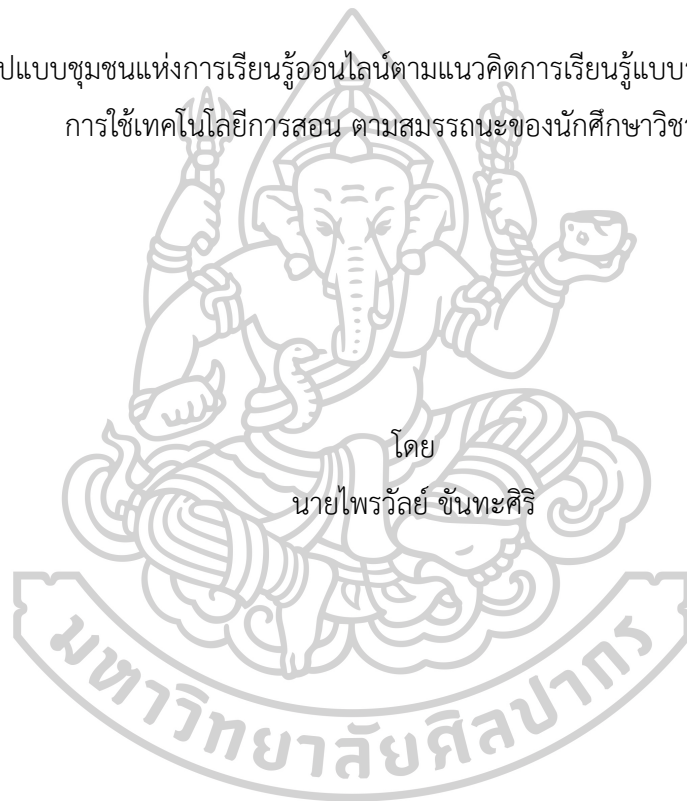 ปแบบชุมชนแห่งการเรียนรู้ออนไลน์ตามแนวคิดการเรียนรู้แบบ
การใช้เทคโนโลยีการสอน ตามสมรรถนะของนักศึกษาวิชา
โดย
นายไพรวัลย์ ขันทะศิริ
มหาวิทยาลัยศิลปากร